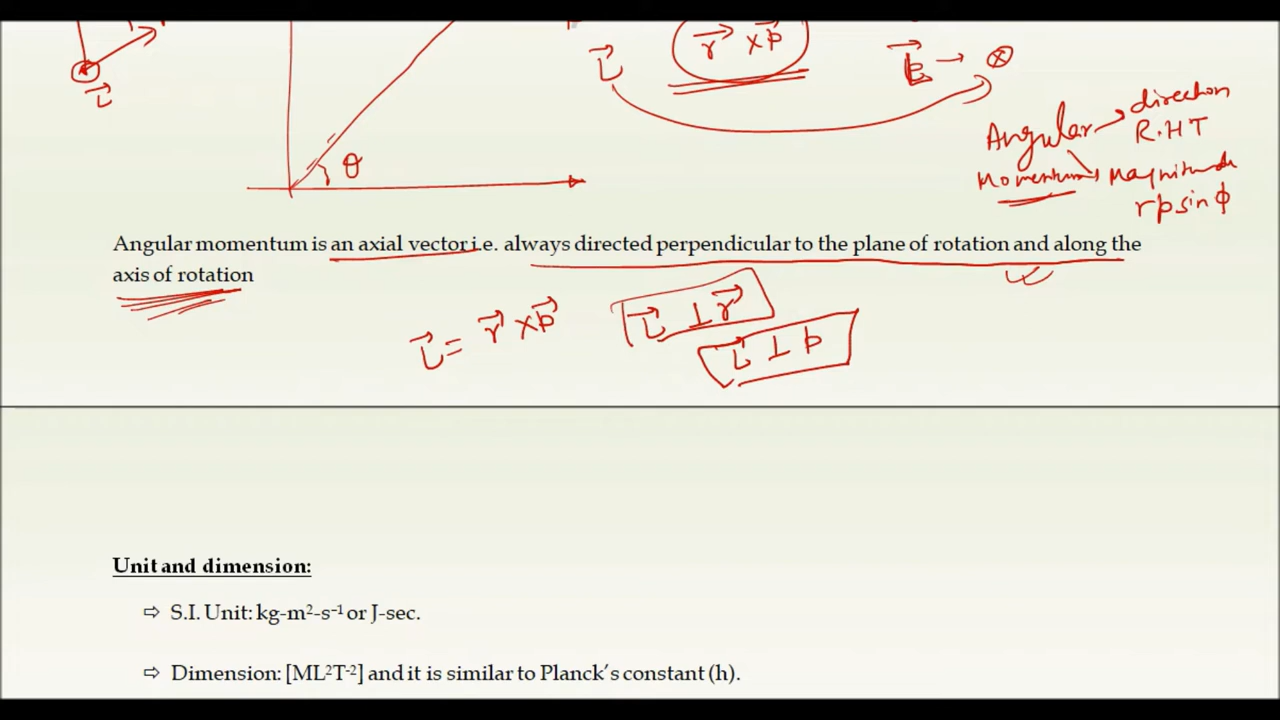 L⃗ r⃗ × p⃗ L⃗ → ⊗
L⃗
direction
Angular
R.H.T
θ
Momentum Magnitude
rp sin ϕ
Angular momentum is an axial vector i.e. always directed perpendicular to the plane of rotation and along the
axis of rotation
L⃗ = r⃗ × p⃗ L⃗ ⊥ r⃗
L⃗ ⊥ p
Unit and dimension:
⇨ S.I. Unit: kg-m²-s⁻¹ or J-sec.
⇨ Dimension: [ML²T⁻²] and it is similar to Planck's constant (h).